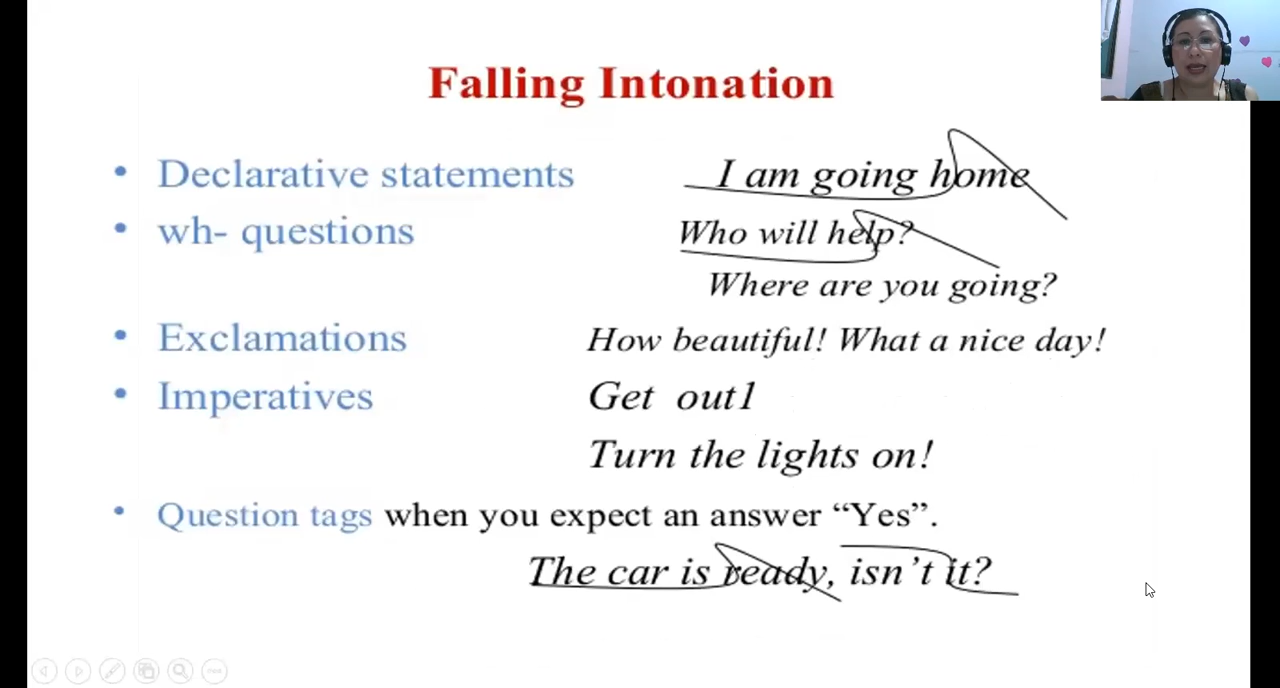 Falling Intonation
• Declarative statements I am going home
• wh- questions Who will help?
Where are you going?
• Exclamations How beautiful! What a nice day!
• Imperatives Get out1
Turn the lights on!
• Question tags when you expect an answer “Yes”.
The car is ready, isn’t it?